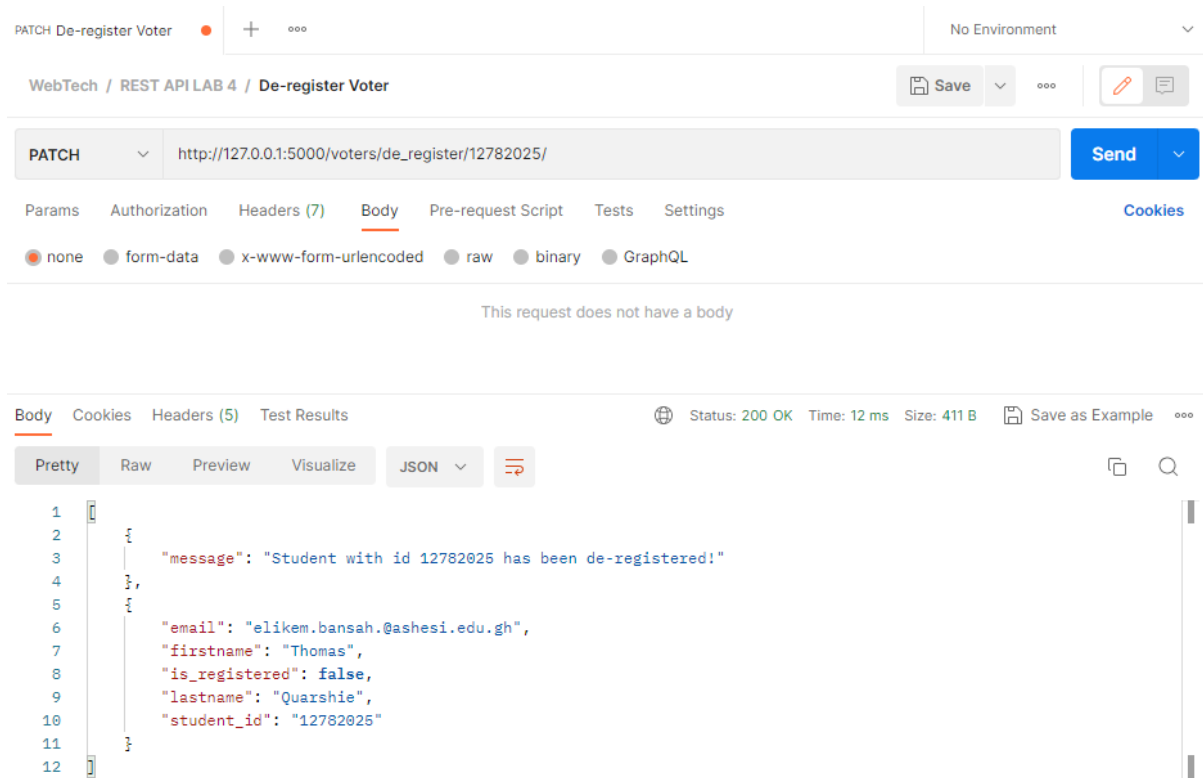 PATCH De-register Voter No Environment
WebTech / REST API LAB 4 / De-register Voter Save
PATCH http://127.0.0.1:5000/voters/de_register/12782025/ Send
Params Authorization Headers (7) Body Pre-request Script Tests Settings Cookies
none form-data x-www-form-urlencoded raw binary GraphQL
This request does not have a body
Body Cookies Headers (5) Test Results Status: 200 OK Time: 12 ms Size: 411 B Save as Example
Pretty Raw Preview Visualize JSON
1 [
2 {
3 "message": "Student with id 12782025 has been de-registered!"
4 },
5 {
6 "email": "elikem.bansah.@ashesi.edu.gh",
7 "firstname": "Thomas",
8 "is_registered": false,
9 "lastname": "Quarshie",
10 "student_id": "12782025"
11 }
12 ]